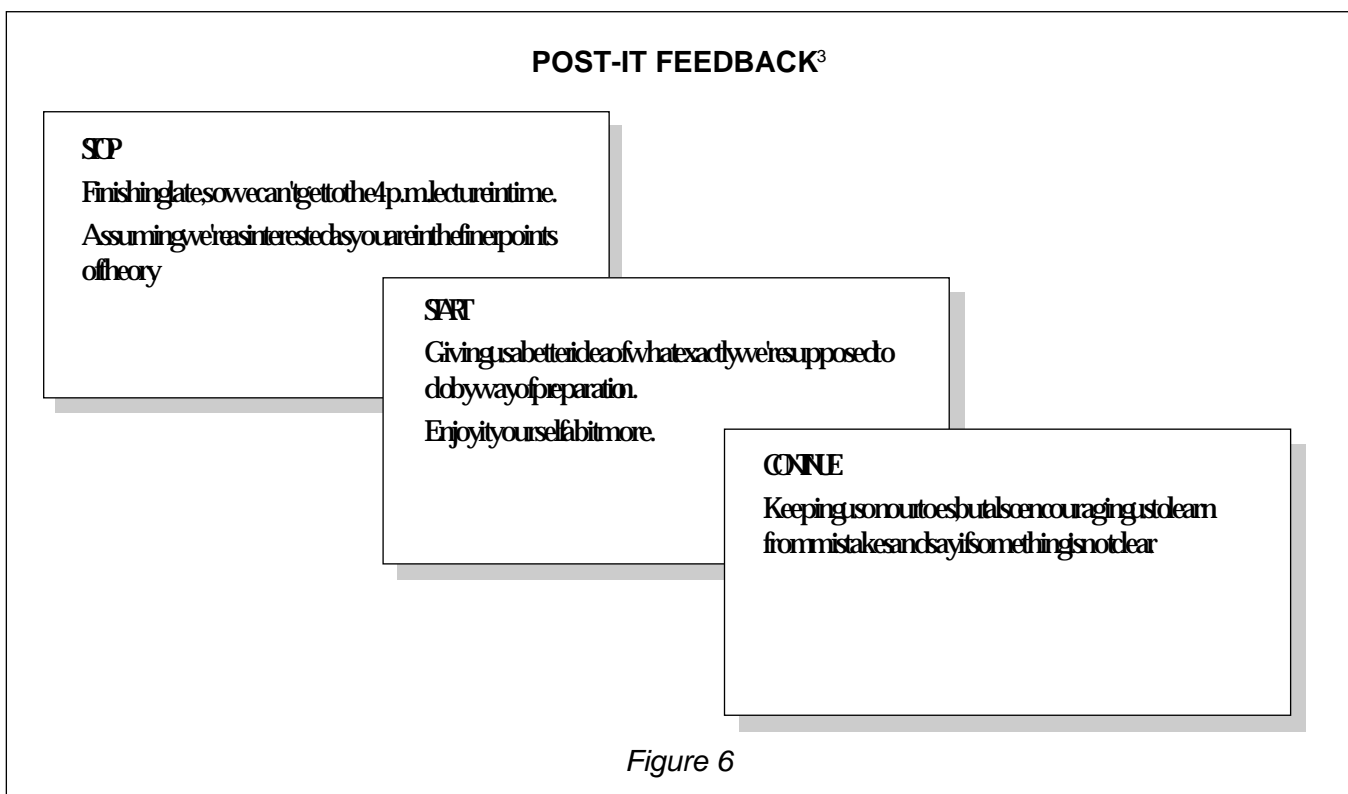 POST-IT FEEDBACK³
STOP
Finishing late, so we can't get to the 4 p.m. lecture in time.
Assuming we're as interested as you are in the finer points
of theory
START
Giving us a better idea of what exactly we're supposed to
do by way of preparation.
Enjoy it yourself a bit more.
CONTINUE
Keeping us on our toes, but also encouraging us to learn
from mistakes and say if something is not clear
Figure 6